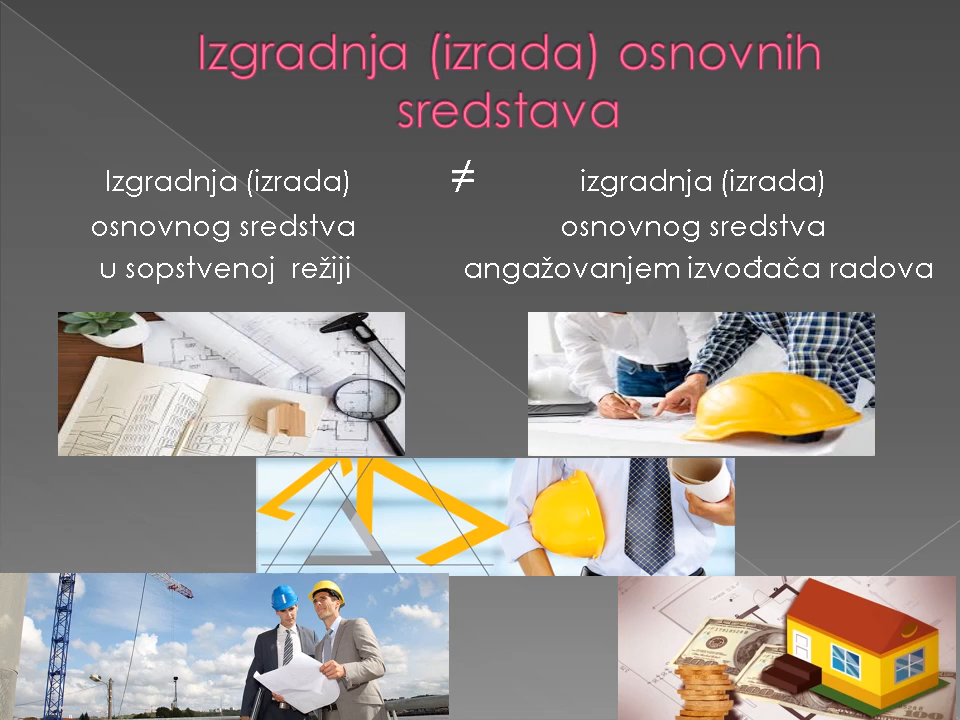 Izgradnja (izrada) osnovnih
sredstava
Izgradnja (izrada) ≠ izgradnja (izrada)
osnovnog sredstva osnovnog sredstva
u sopstvenoj režiji angažovanjem izvođača radova